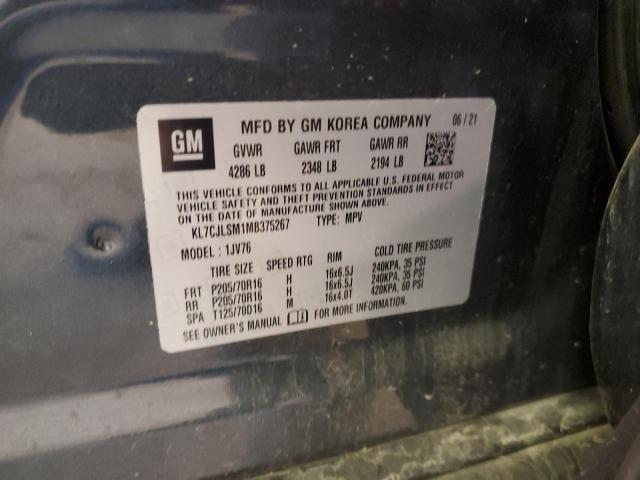 GM
MFD BY GM KOREA COMPANY 06/21
GVWR GAWR FRT GAWR RR
4286 LB 2348 LB 2194 LB
THIS VEHICLE CONFORMS TO ALL APPLICABLE U.S. FEDERAL MOTOR
VEHICLE SAFETY AND THEFT PREVENTION STANDARDS IN EFFECT
ON THE DATE OF MANUFACTURE SHOWN ABOVE.
KL7CJLSM1MB375267 TYPE: MPV
MODEL: 1JV76
TIRE SIZE SPEED RTG RIM COLD TIRE PRESSURE
FRT P205/70R16 H 16x6.5J 240KPA, 35 PSI
RR P205/70R16 H 16x6.5J 240KPA, 35 PSI
SPA T125/70D16 M 16x4.0T 420KPA, 60 PSI
SEE OWNER'S MANUAL FOR MORE INFORMATION.